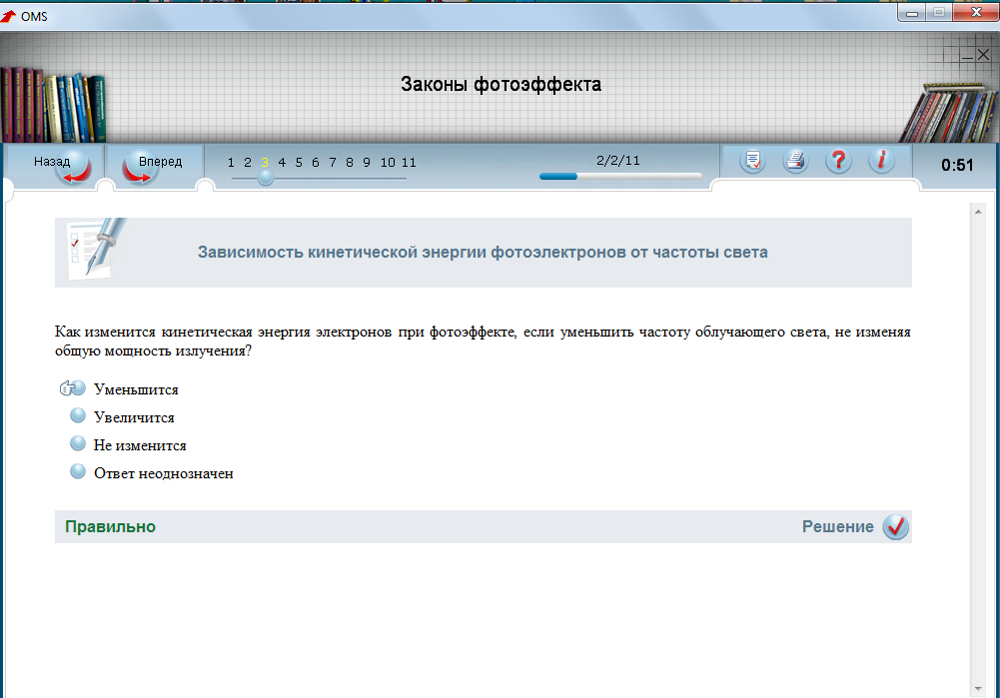 OMS
Законы фотоэффекта
Назад Вперед 1 2 3 4 5 6 7 8 9 10 11 2/2/11 0:51
Зависимость кинетической энергии фотоэлектронов от частоты света
Как изменится кинетическая энергия электронов при фотоэффекте, если уменьшить частоту облучающего света, не изменяя
общую мощность излучения?
Уменьшится
Увеличится
Не изменится
Ответ неоднозначен
Правильно Решение